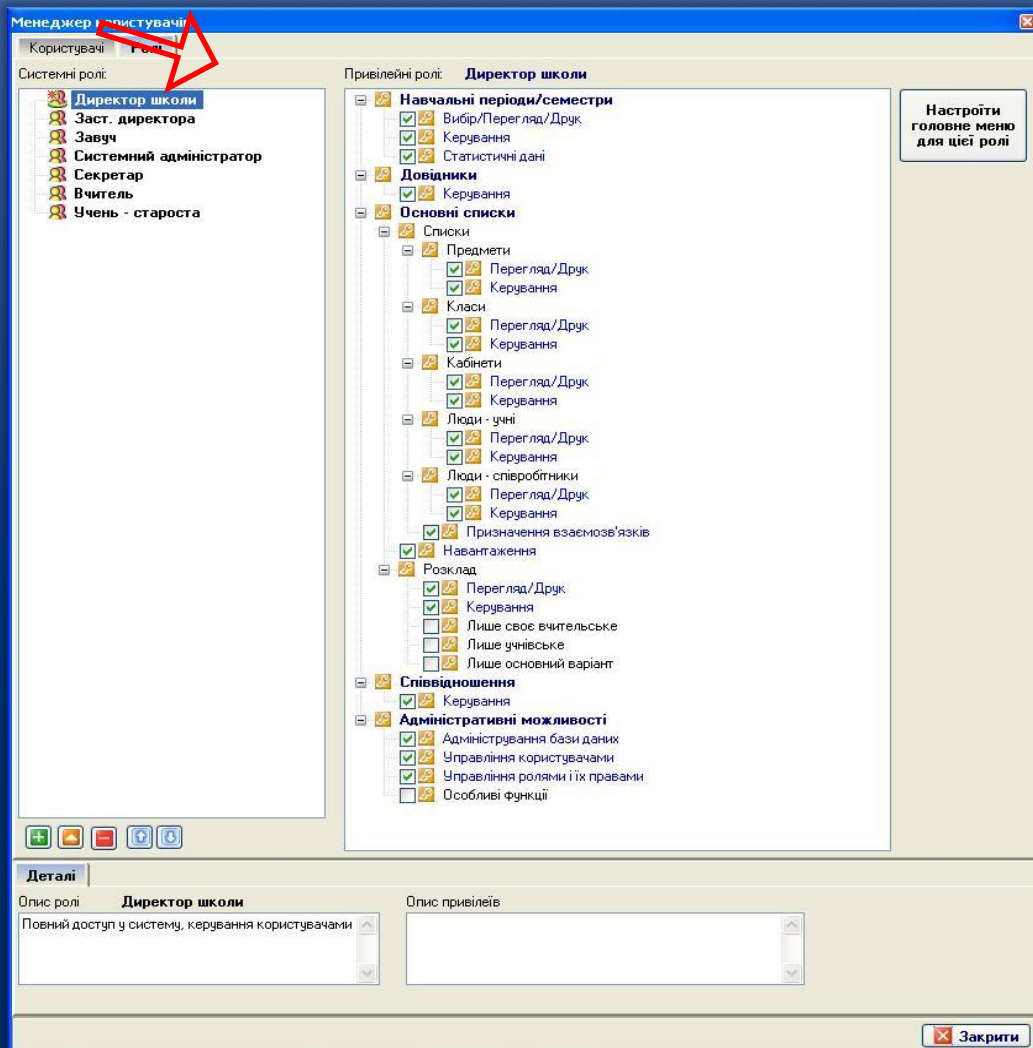 Менеджер користувачів
Користувачі
Ролі
Системні ролі:
Директор школи
Заст. директора
Завуч
Системний адміністратор
Секретар
Вчитель
Учень - староста
Привілейні ролі: Директор школи
Навчальні періоди/семестри
Вибір/Перегляд/Друк
Керування
Статистичні дані
Довідники
Керування
Основні списки
Списки
Предмети
Перегляд/Друк
Керування
Класи
Перегляд/Друк
Керування
Кабінети
Перегляд/Друк
Керування
Люди - учні
Перегляд/Друк
Керування
Люди - співробітники
Перегляд/Друк
Керування
Призначення взаємозв'язків
Навантаження
Розклад
Перегляд/Друк
Керування
Лише своє вчительське
Лише учнівське
Лише основний варіант
Співвідношення
Керування
Адміністративні можливості
Адміністрування бази даних
Управління користувачами
Управління ролями і їх правами
Особливі функції
Настроїти
головне меню
для цієї ролі
Деталі
Опис ролі Директор школи
Повний доступ у систему, керування користувачами
Опис привілеїв
Закрити